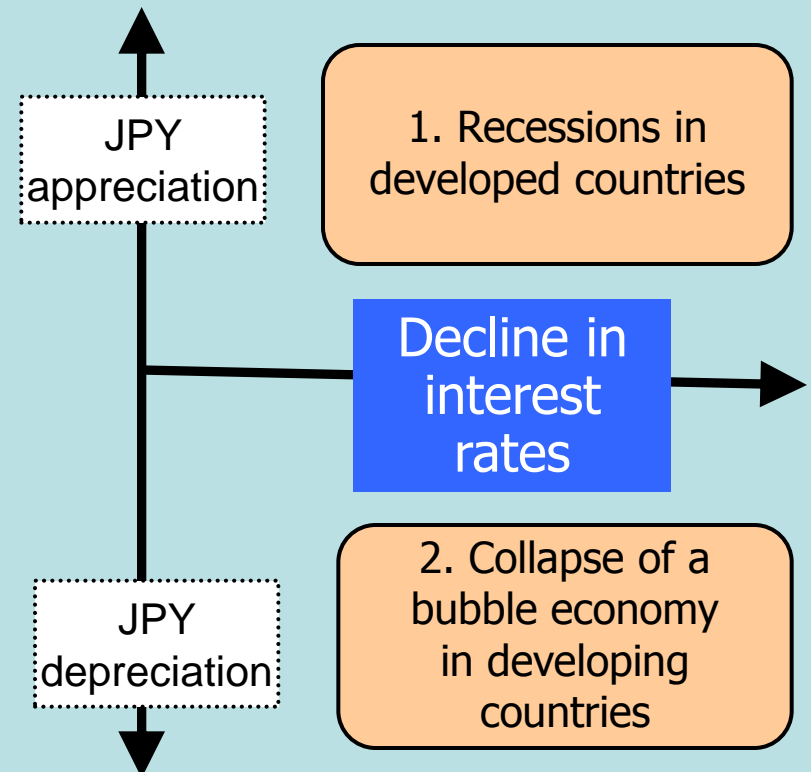 JPY
appreciation
1. Recessions in
developed countries
Decline in
interest
rates
JPY
depreciation
2. Collapse of a
bubble economy
in developing
countries